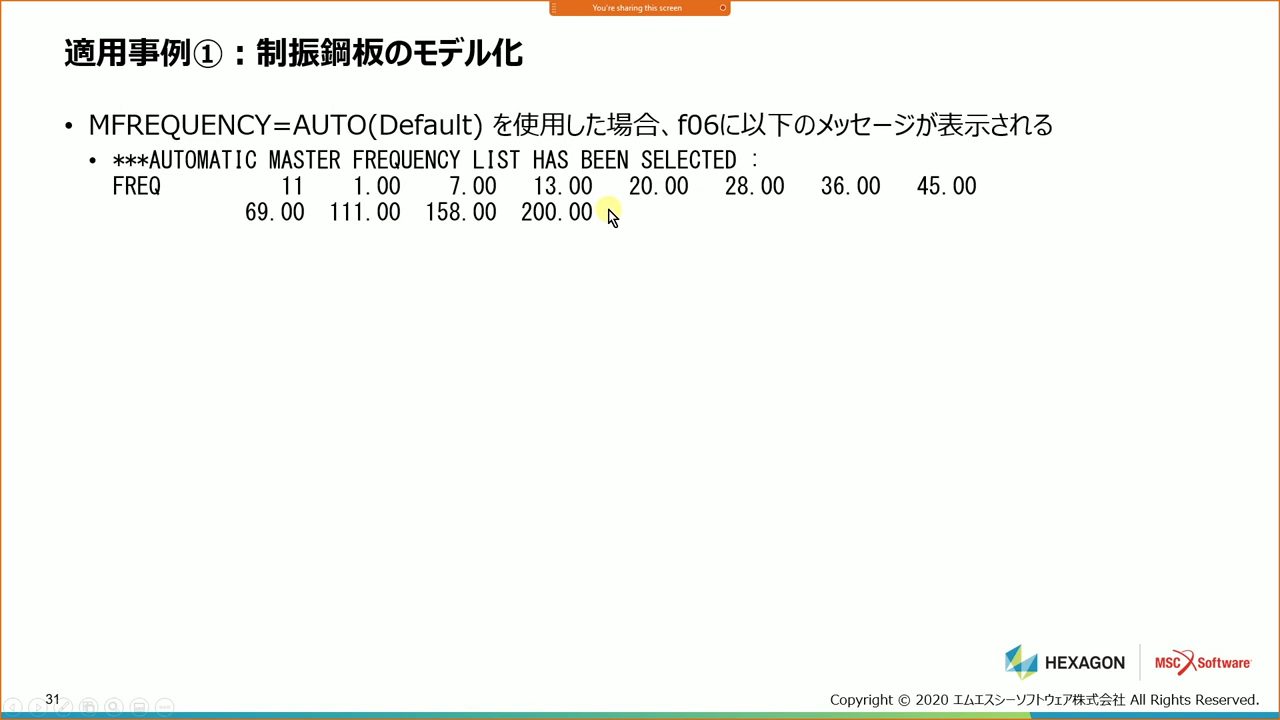 You're sharing this screen
適用事例①：制振鋼板のモデル化
• MFREQUENCY=AUTO(Default) を使用した場合、f06に以下のメッセージが表示される
• ***AUTOMATIC MASTER FREQUENCY LIST HAS BEEN SELECTED :
FREQ 11 1.00 7.00 13.00 20.00 28.00 36.00 45.00
69.00 111.00 158.00 200.00
HEXAGON
MSC Software
31
Copyright © 2020 エムエスシーソフトウェア株式会社 All Rights Reserved.